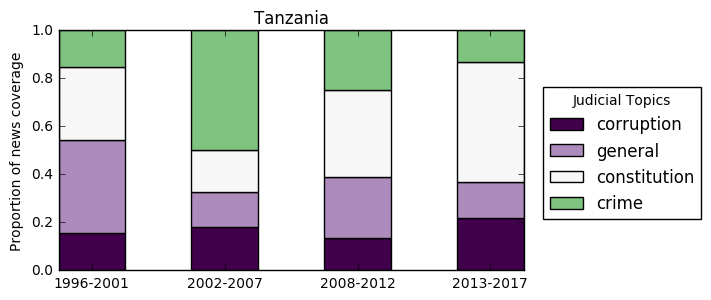 Tanzania
Proportion of news coverage
1.0
0.8
0.6
0.4
0.2
0.0
1996-2001 2002-2007 2008-2012 2013-2017
Judicial Topics
corruption
general
constitution
crime